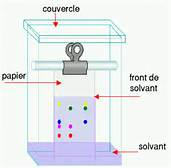 couvercle
papier
front de
solvant
solvant